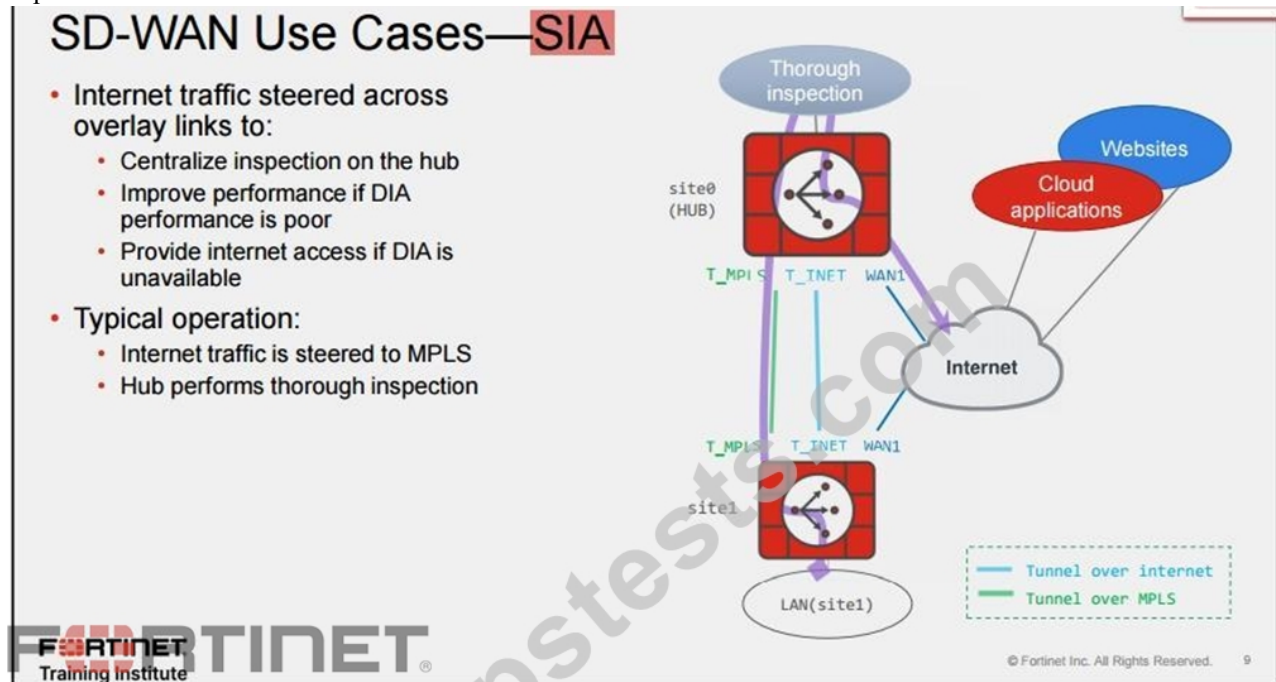 SD-WAN Use Cases—SIA
• Internet traffic steered across
overlay links to:
• Centralize inspection on the hub
• Improve performance if DIA
performance is poor
• Provide internet access if DIA is
unavailable
• Typical operation:
• Internet traffic is steered to MPLS
• Hub performs thorough inspection
Thorough
inspection
Websites
Cloud
applications
site0
(HUB)
T_MPLS T_INET WAN1
Internet
T_MPLS T_INET WAN1
site1
LAN(site1)
Tunnel over internet
Tunnel over MPLS
FORTINET
Training Institute
FORTINET®
© Fortinet Inc. All Rights Reserved. 9